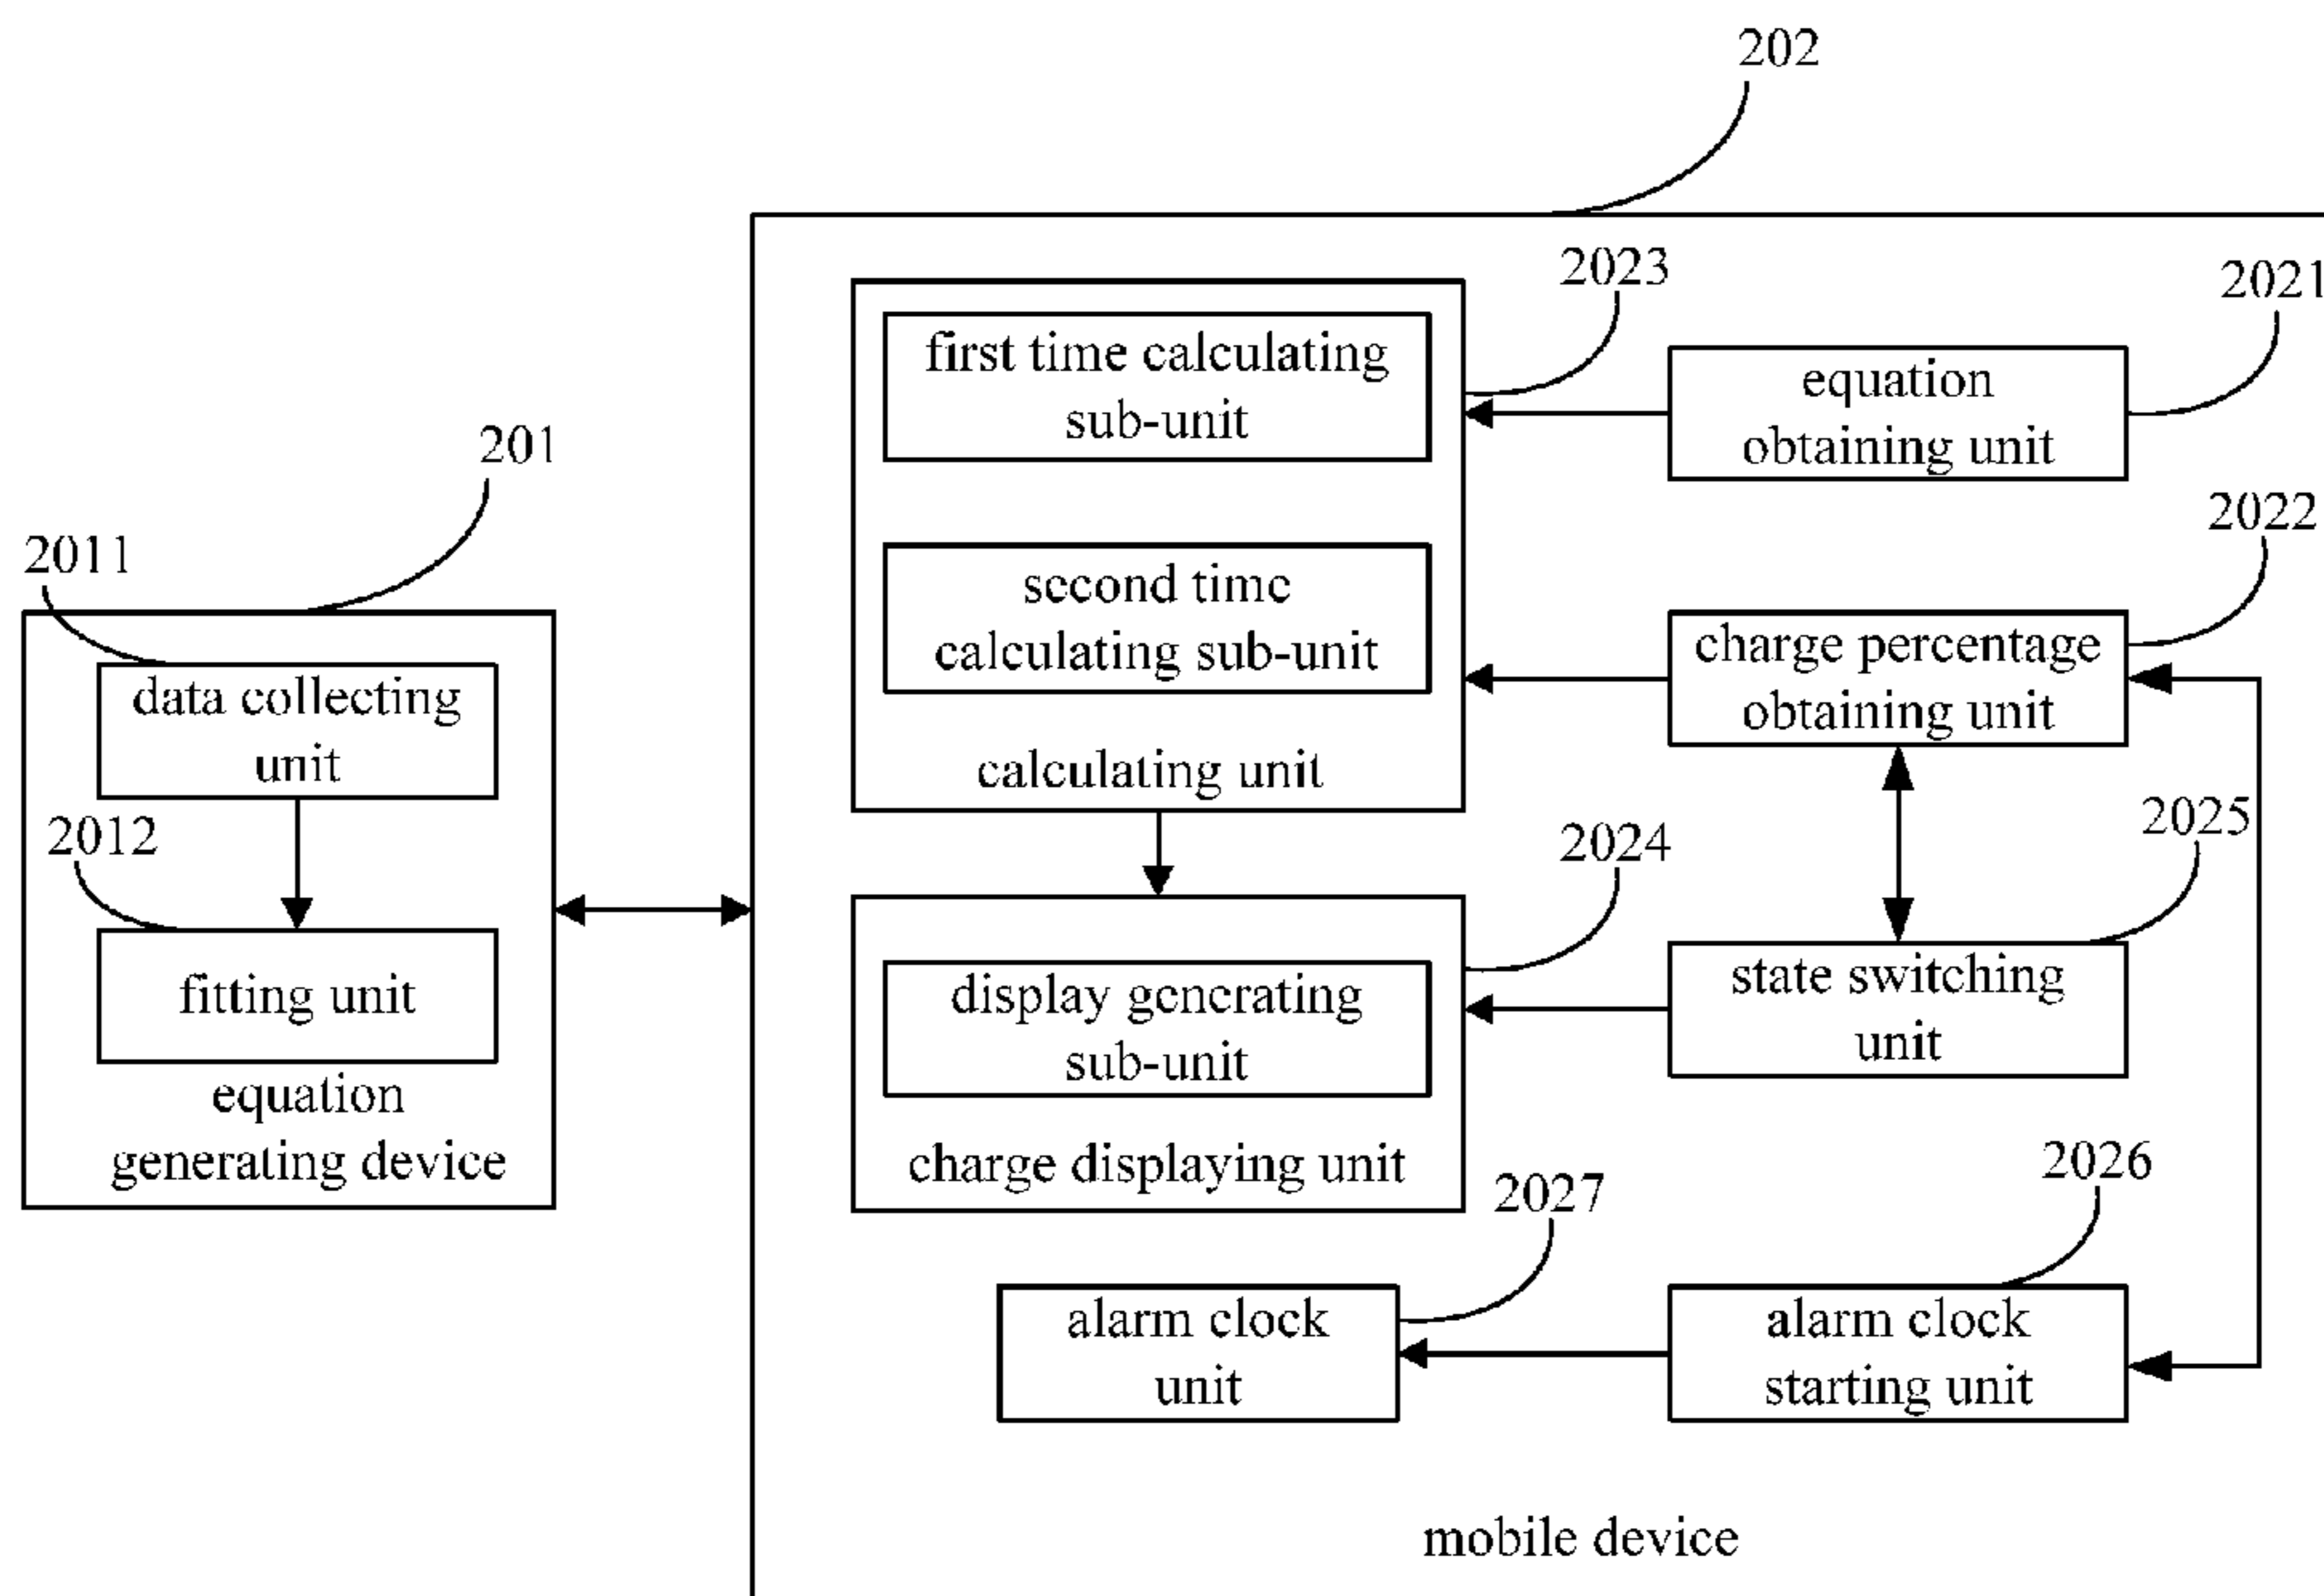 202
2023
2021
first time calculating
sub-unit
equation
obtaining unit
201
2022
2011
second time
calculating sub-unit
charge percentage
obtaining unit
data collecting
unit
calculating unit
2012
2024
2025
fitting unit
display generating
sub-unit
state switching
unit
equation
generating device
charge displaying unit
2026
2027
alarm clock
unit
alarm clock
starting unit
mobile device